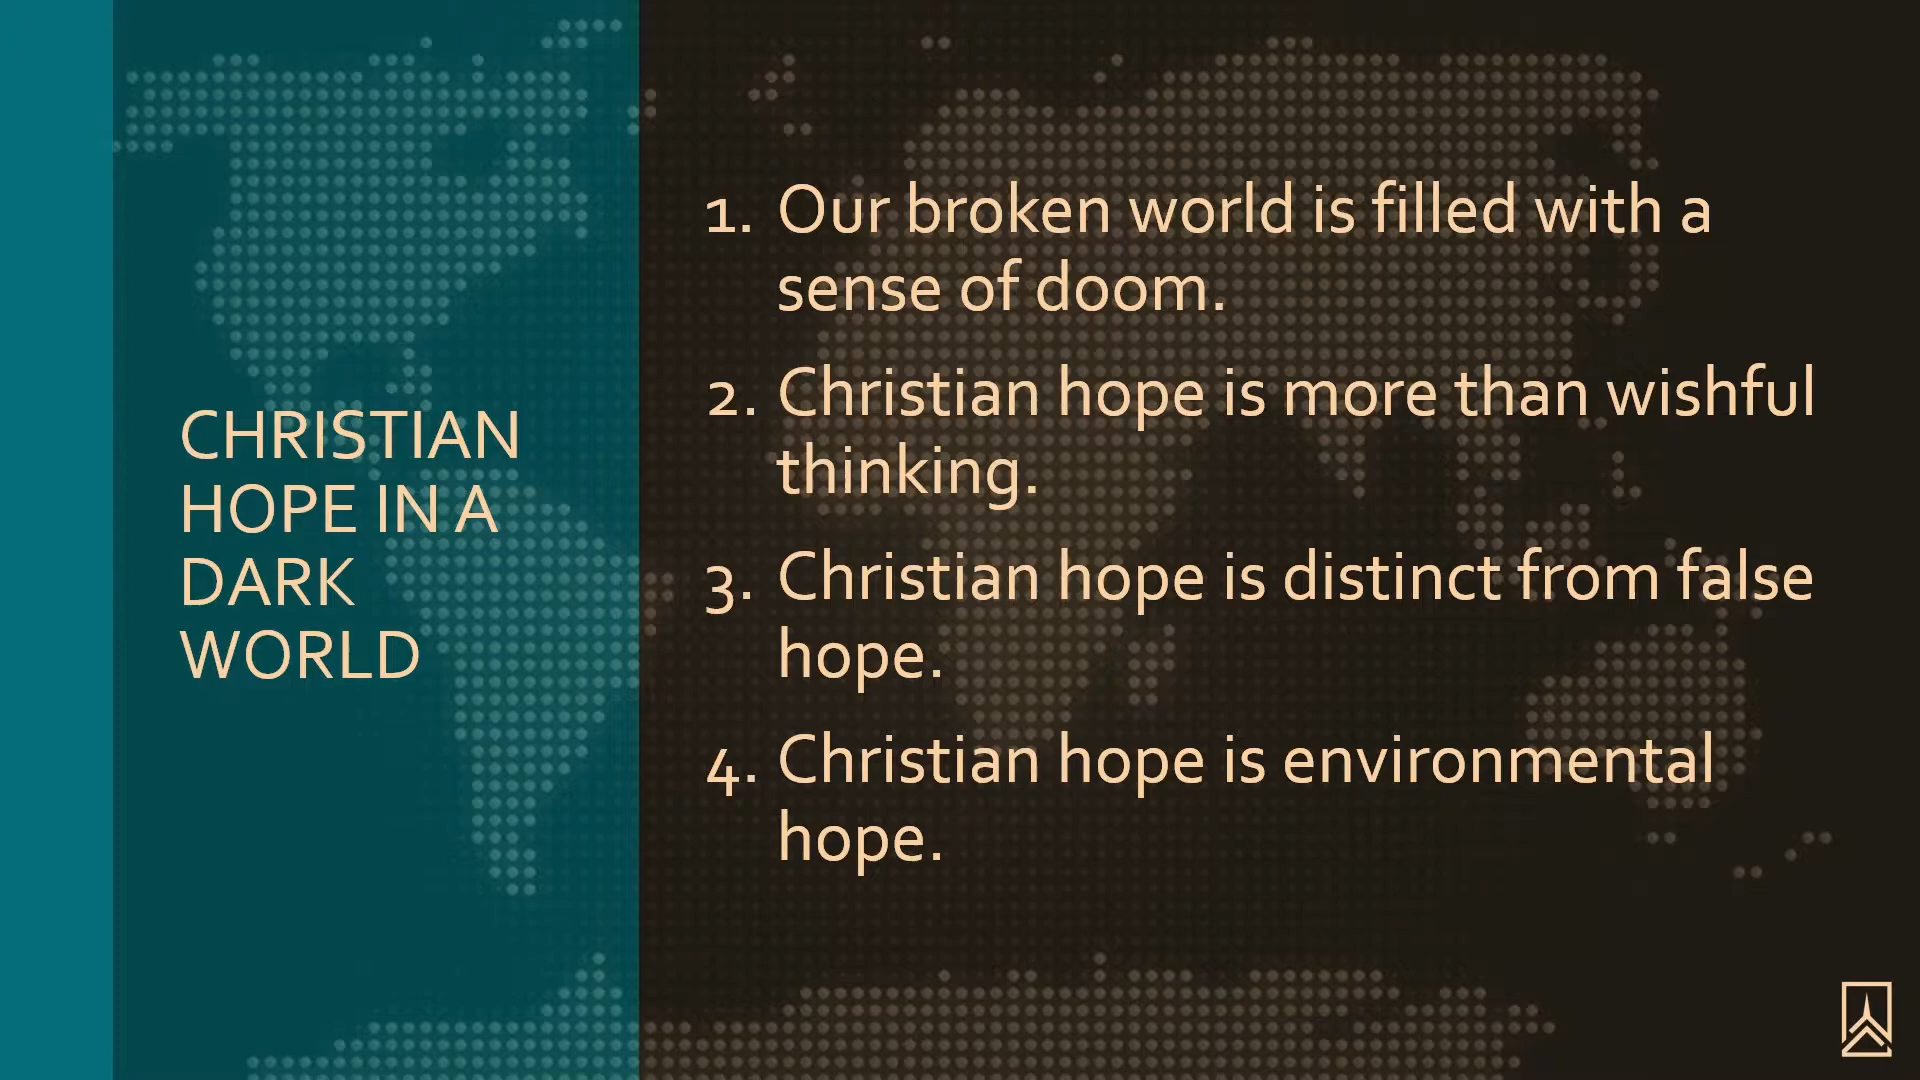 CHRISTIAN
HOPE IN A
DARK
WORLD
1. Our broken world is filled with a
sense of doom.
2. Christian hope is more than wishful
thinking.
3. Christian hope is distinct from false
hope.
4. Christian hope is environmental
hope.